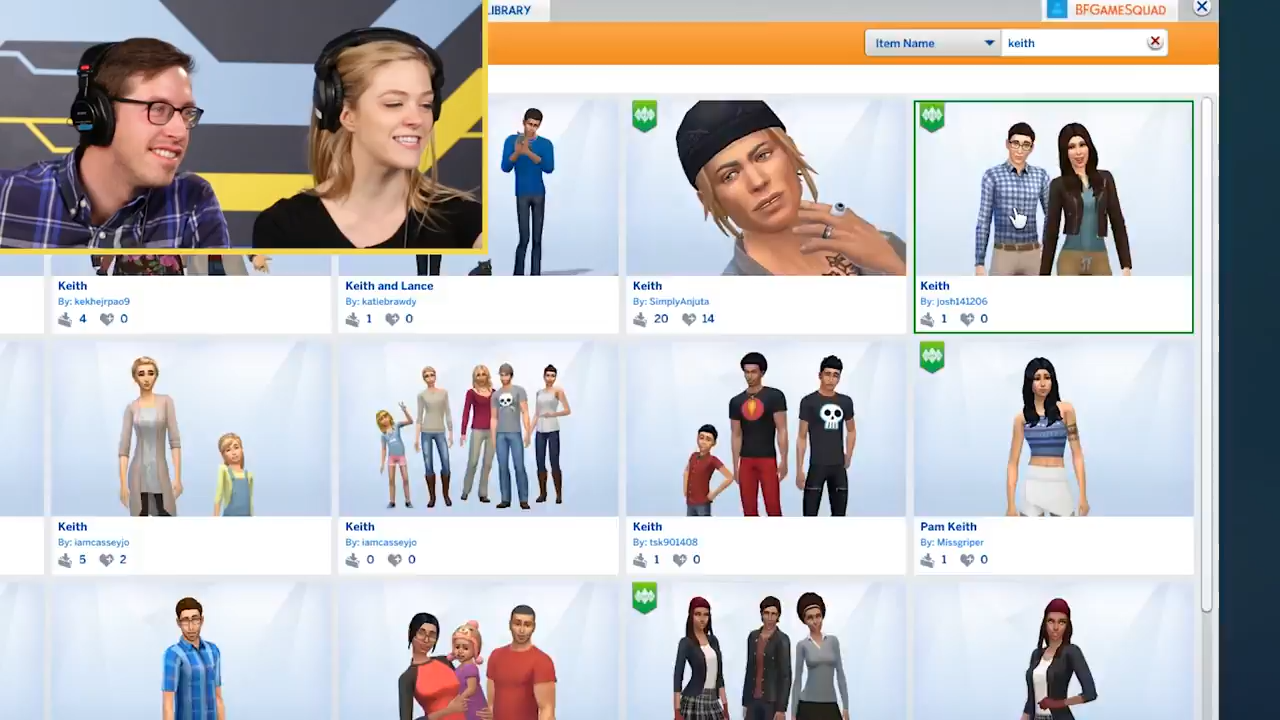 LIBRARY
BFGAMESQUAD
Item Name
keith
Keith
By: kekhejrpao9
4 0
Keith and Lance
By: katiebrawdy
1 0
Keith
By: SimplyAnjuta
20 14
Keith
By: josh141206
1 0
Keith
By: iamcasseyjo
5 2
Keith
By: iamcasseyjo
0 0
Keith
By: tsk901408
1 0
Pam Keith
By: Missgriper
1 0